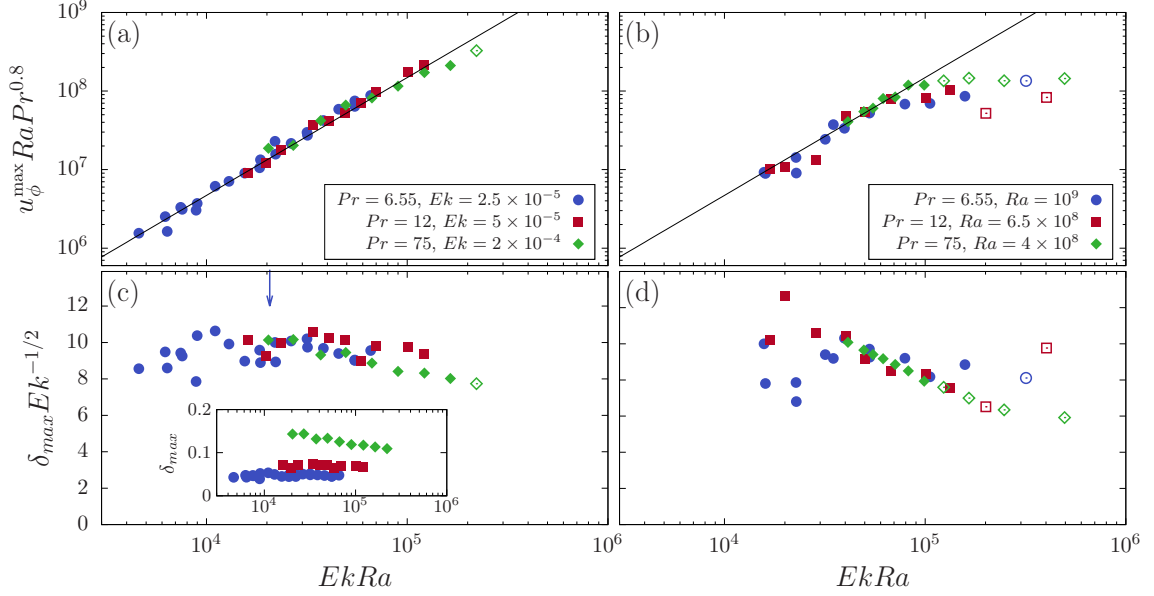 (a)
10^9
10^8
10^7
10^6
u_ϕ^max RaPr^0.8
Pr = 6.55, Ek = 2.5 × 10^−5
Pr = 12, Ek = 5 × 10^−5
Pr = 75, Ek = 2 × 10^−4
(b)
Pr = 6.55, Ra = 10^9
Pr = 12, Ra = 6.5 × 10^8
Pr = 75, Ra = 4 × 10^8
(c)
12
10
8
6
4
2
0
δ_max Ek^−1/2
0.2
0.1
0
δ_max
10^4 10^5 10^6
10^4 10^5 10^6
EkRa
(d)
10^4 10^5 10^6
EkRa